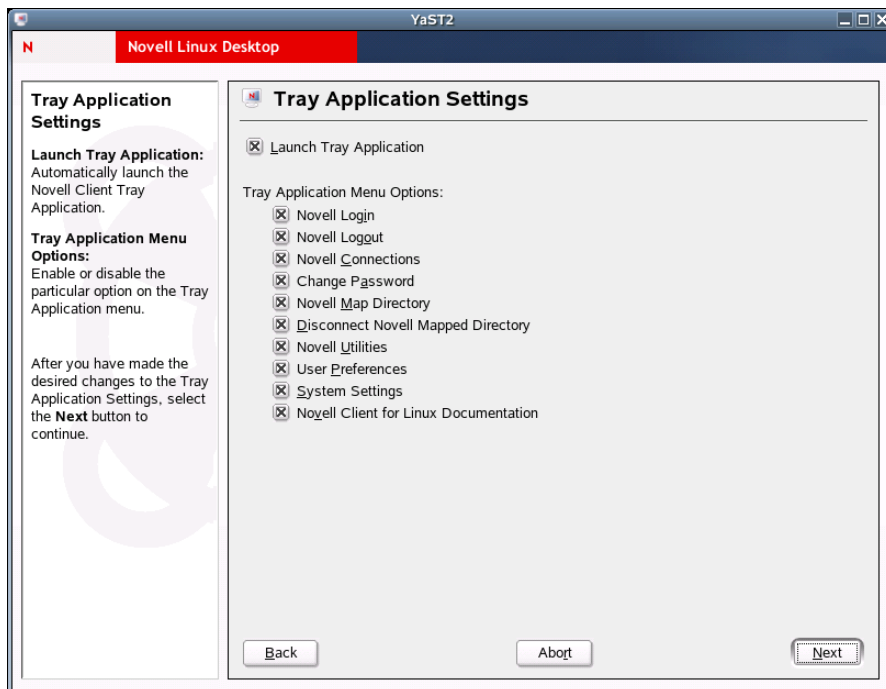 YaST2
N
Novell Linux Desktop
Tray Application
Settings
Launch Tray Application:
Automatically launch the
Novell Client Tray
Application.
Tray Application Menu
Options:
Enable or disable the
particular option on the Tray
Application menu.
After you have made the
desired changes to the Tray
Application Settings, select
the Next button to
continue.
Tray Application Settings
Launch Tray Application
Tray Application Menu Options:
Novell Login
Novell Logout
Novell Connections
Change Password
Novell Map Directory
Disconnect Novell Mapped Directory
Novell Utilities
User Preferences
System Settings
Novell Client for Linux Documentation
Back
Abort
Next